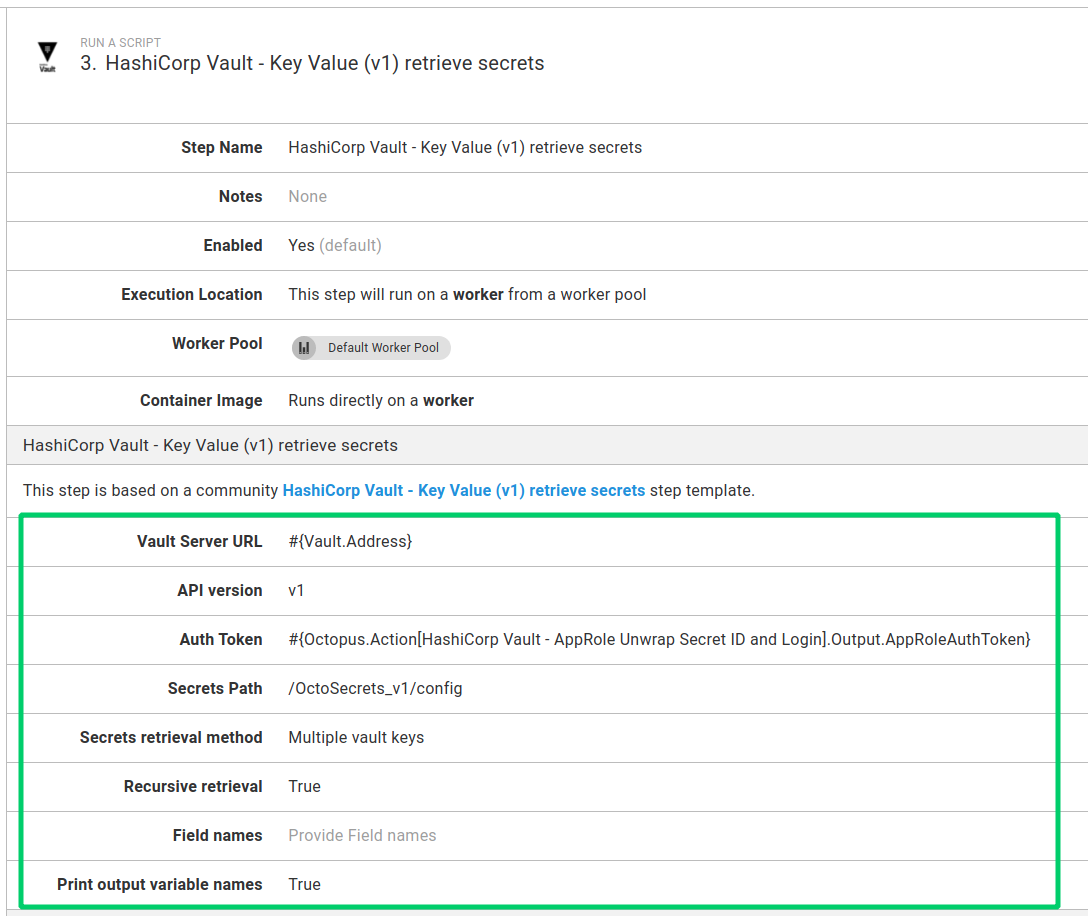 RUN A SCRIPT
3. HashiCorp Vault - Key Value (v1) retrieve secrets
Vault
Step Name HashiCorp Vault - Key Value (v1) retrieve secrets
Notes None
Enabled Yes (default)
Execution Location This step will run on a worker from a worker pool
Worker Pool Default Worker Pool
Container Image Runs directly on a worker
HashiCorp Vault - Key Value (v1) retrieve secrets
This step is based on a community HashiCorp Vault - Key Value (v1) retrieve secrets step template.
Vault Server URL #{Vault.Address}
API version v1
Auth Token #{Octopus.Action[HashiCorp Vault - AppRole Unwrap Secret ID and Login].Output.AppRoleAuthToken}
Secrets Path /OctoSecrets_v1/config
Secrets retrieval method Multiple vault keys
Recursive retrieval True
Field names Provide Field names
Print output variable names True